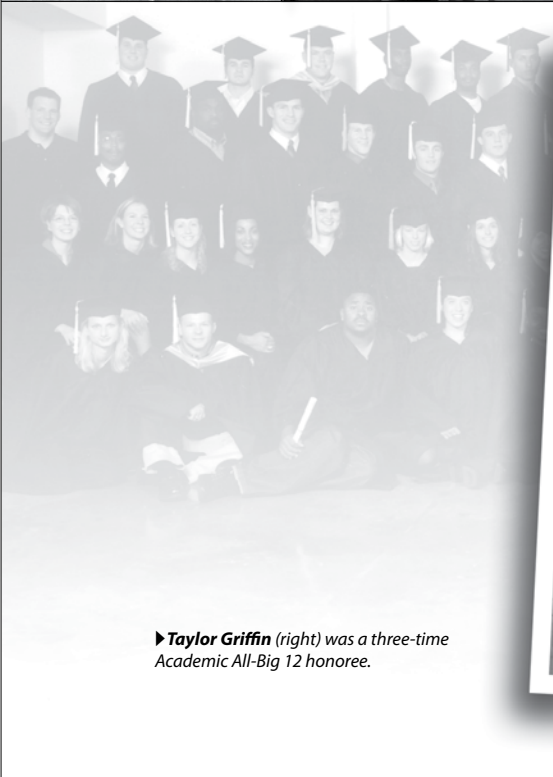 Taylor Griffin (right) was a three-time
Academic All-Big 12 honoree.